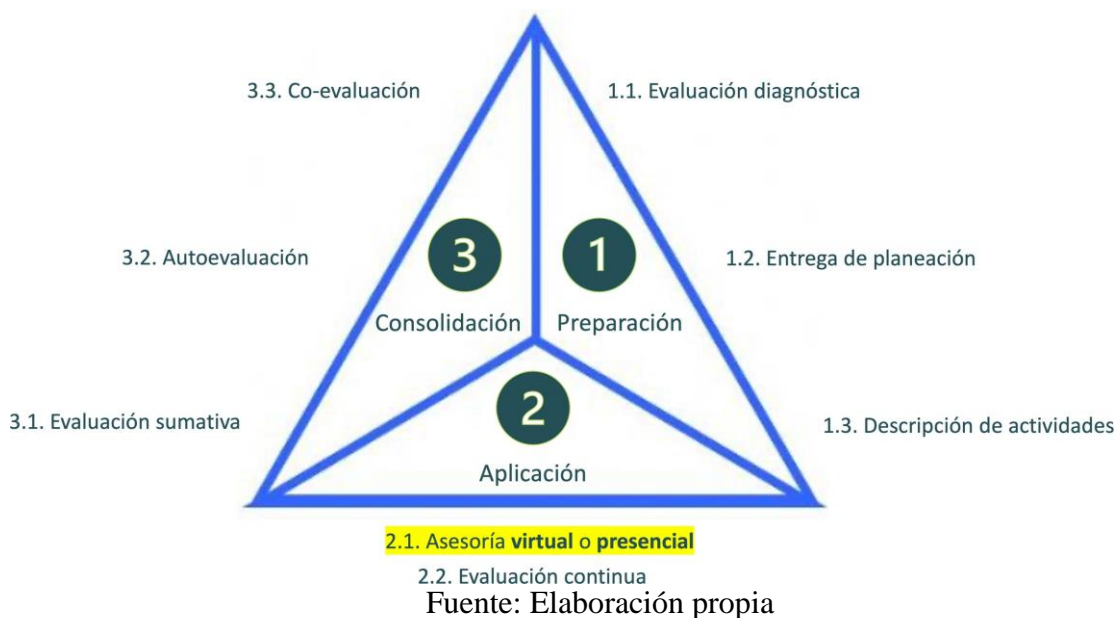 3.3. Co-evaluación
1.1. Evaluación diagnóstica
3.2. Autoevaluación
3
1
1.2. Entrega de planeación
Consolidación
Preparación
3.1. Evaluación sumativa
2
1.3. Descripción de actividades
Aplicación
2.1. Asesoría virtual o presencial
2.2. Evaluación continua
Fuente: Elaboración propia